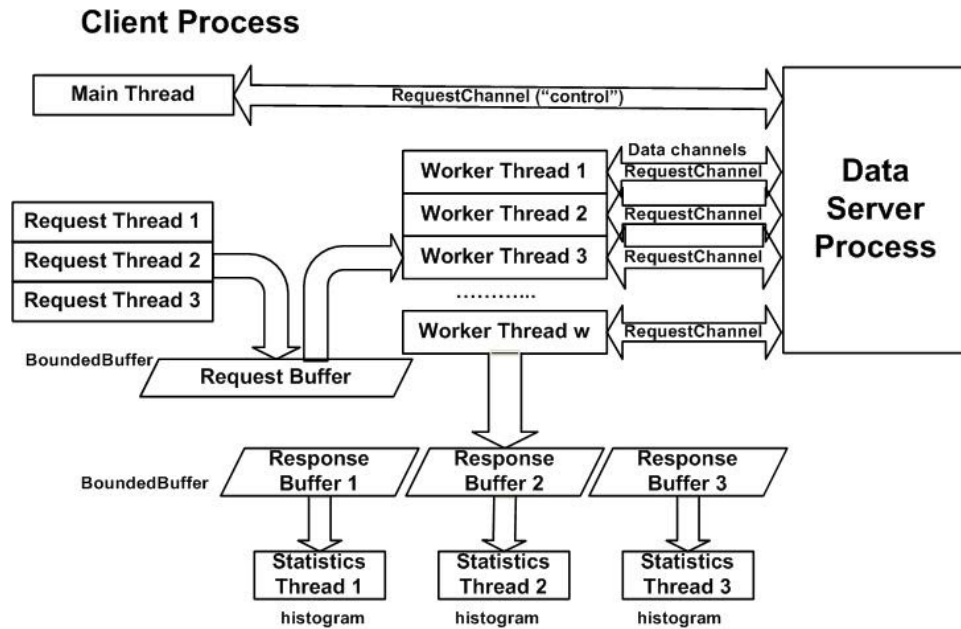 Client Process
Main Thread
RequestChannel (“control”)
Data channels
Worker Thread 1
RequestChannel
Data
Server
Process
Request Thread 1
Worker Thread 2
RequestChannel
Request Thread 2
Worker Thread 3
RequestChannel
Request Thread 3
............
Worker Thread w
RequestChannel
BoundedBuffer
Request Buffer
BoundedBuffer
Response
Buffer 1
Response
Buffer 2
Response
Buffer 3
Statistics
Thread 1
Statistics
Thread 2
Statistics
Thread 3
histogram
histogram
histogram